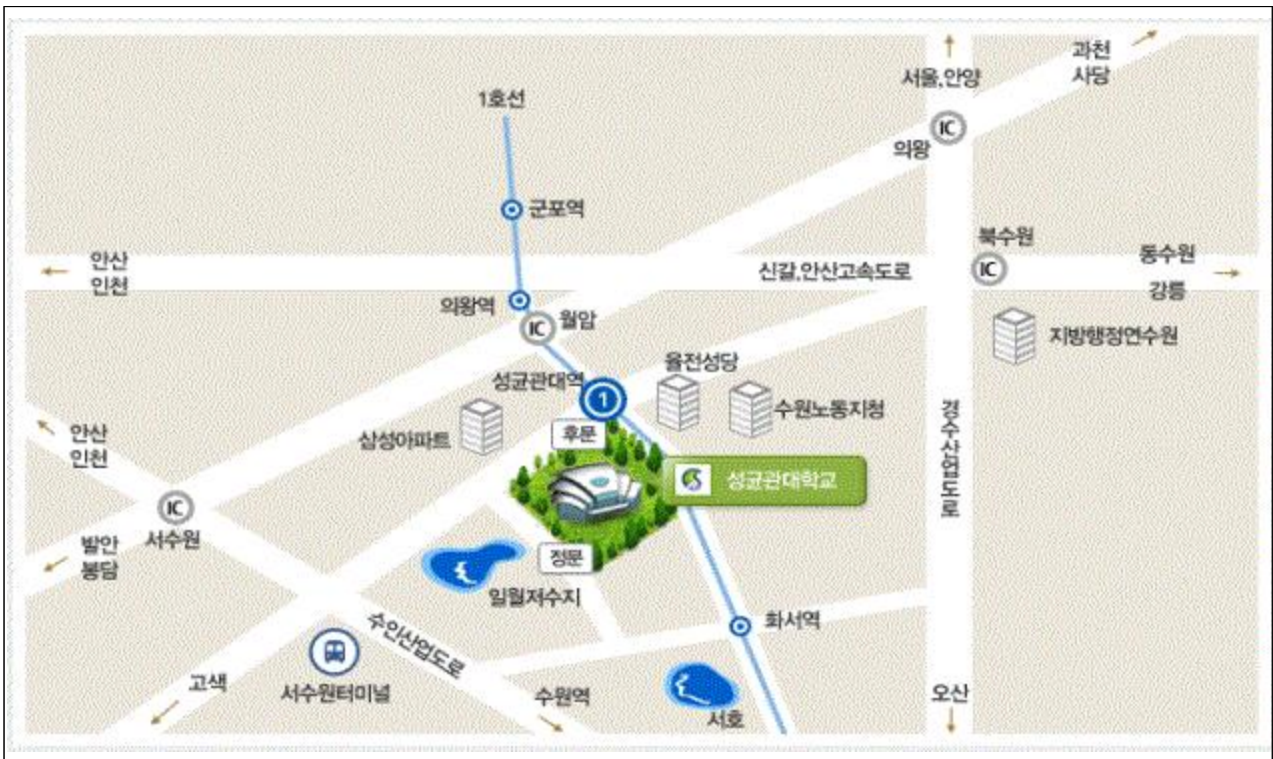 과천
사당
서울,안양
1호선
IC
의왕
군포역
북수원
안산
인천
신갈,안산고속도로
IC
동수원
강릉
의왕역
IC
월암
지방행정연수원
율전성당
성균관대역
1
수원노동지청
삼성아파트
후문
안산
인천
경수산업도로
성균관대학교
IC
서수원
발안
봉담
정문
일월저수지
수인산업도로
화서역
고색
서수원터미널
수원역
서호
오산